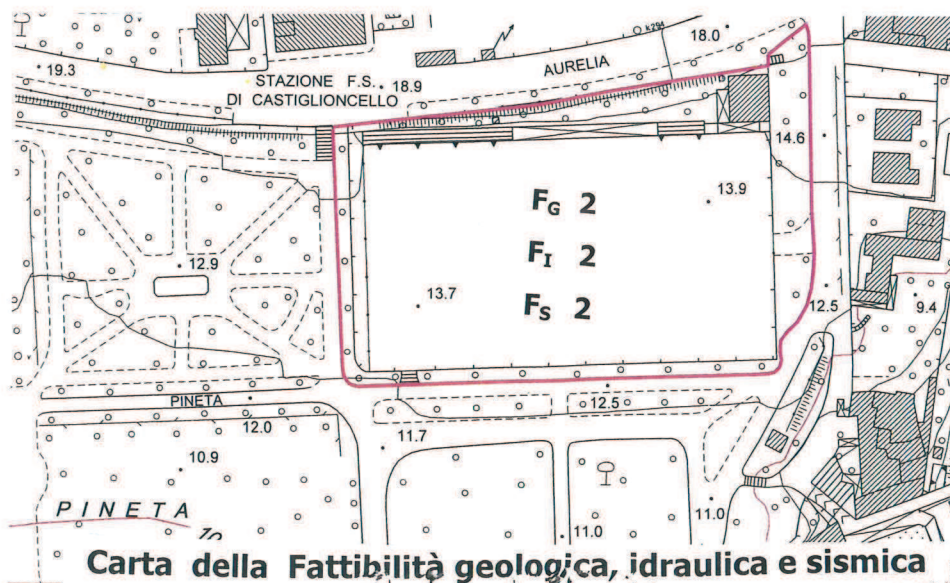 k294
18.0
19.3
AURELIA
STAZIONE F.S.
18.9
DI CASTIGLIONCELLO
14.6
FG 2
13.9
FI 2
12.9
13.7
FS 2
12.5
9.4
PINETA
12.5
12.0
11.7
10.9
PINETA
11.0
11.0
10
Carta della Fattibilità geologica, idraulica e sismica